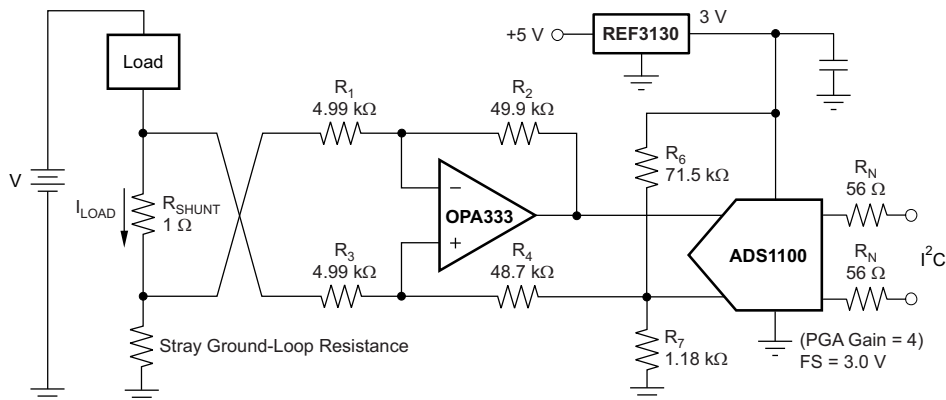 REF3130
3 V
+5 V
Load
R1
4.99 kΩ
R2
49.9 kΩ
R6
71.5 kΩ
V
ILOAD
RSHUNT
1 Ω
−
OPA333
+
RN
56 Ω
ADS1100
RN
56 Ω
I2C
R3
4.99 kΩ
R4
48.7 kΩ
Stray Ground-Loop Resistance
R7
1.18 kΩ
(PGA Gain = 4)
FS = 3.0 V